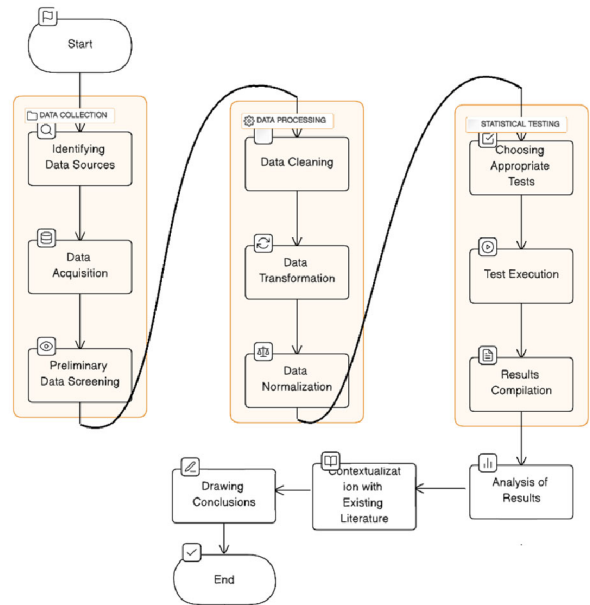 Start
DATA COLLECTION
Identifying
Data Sources
Data
Acquisition
Preliminary
Data Screening
DATA PROCESSING
Data Cleaning
Data
Transformation
Data
Normalization
STATISTICAL TESTING
Choosing
Appropriate
Tests
Test Execution
Results
Compilation
Analysis of
Results
Contextualizat
ion with
Existing
Literature
Drawing
Conclusions
End